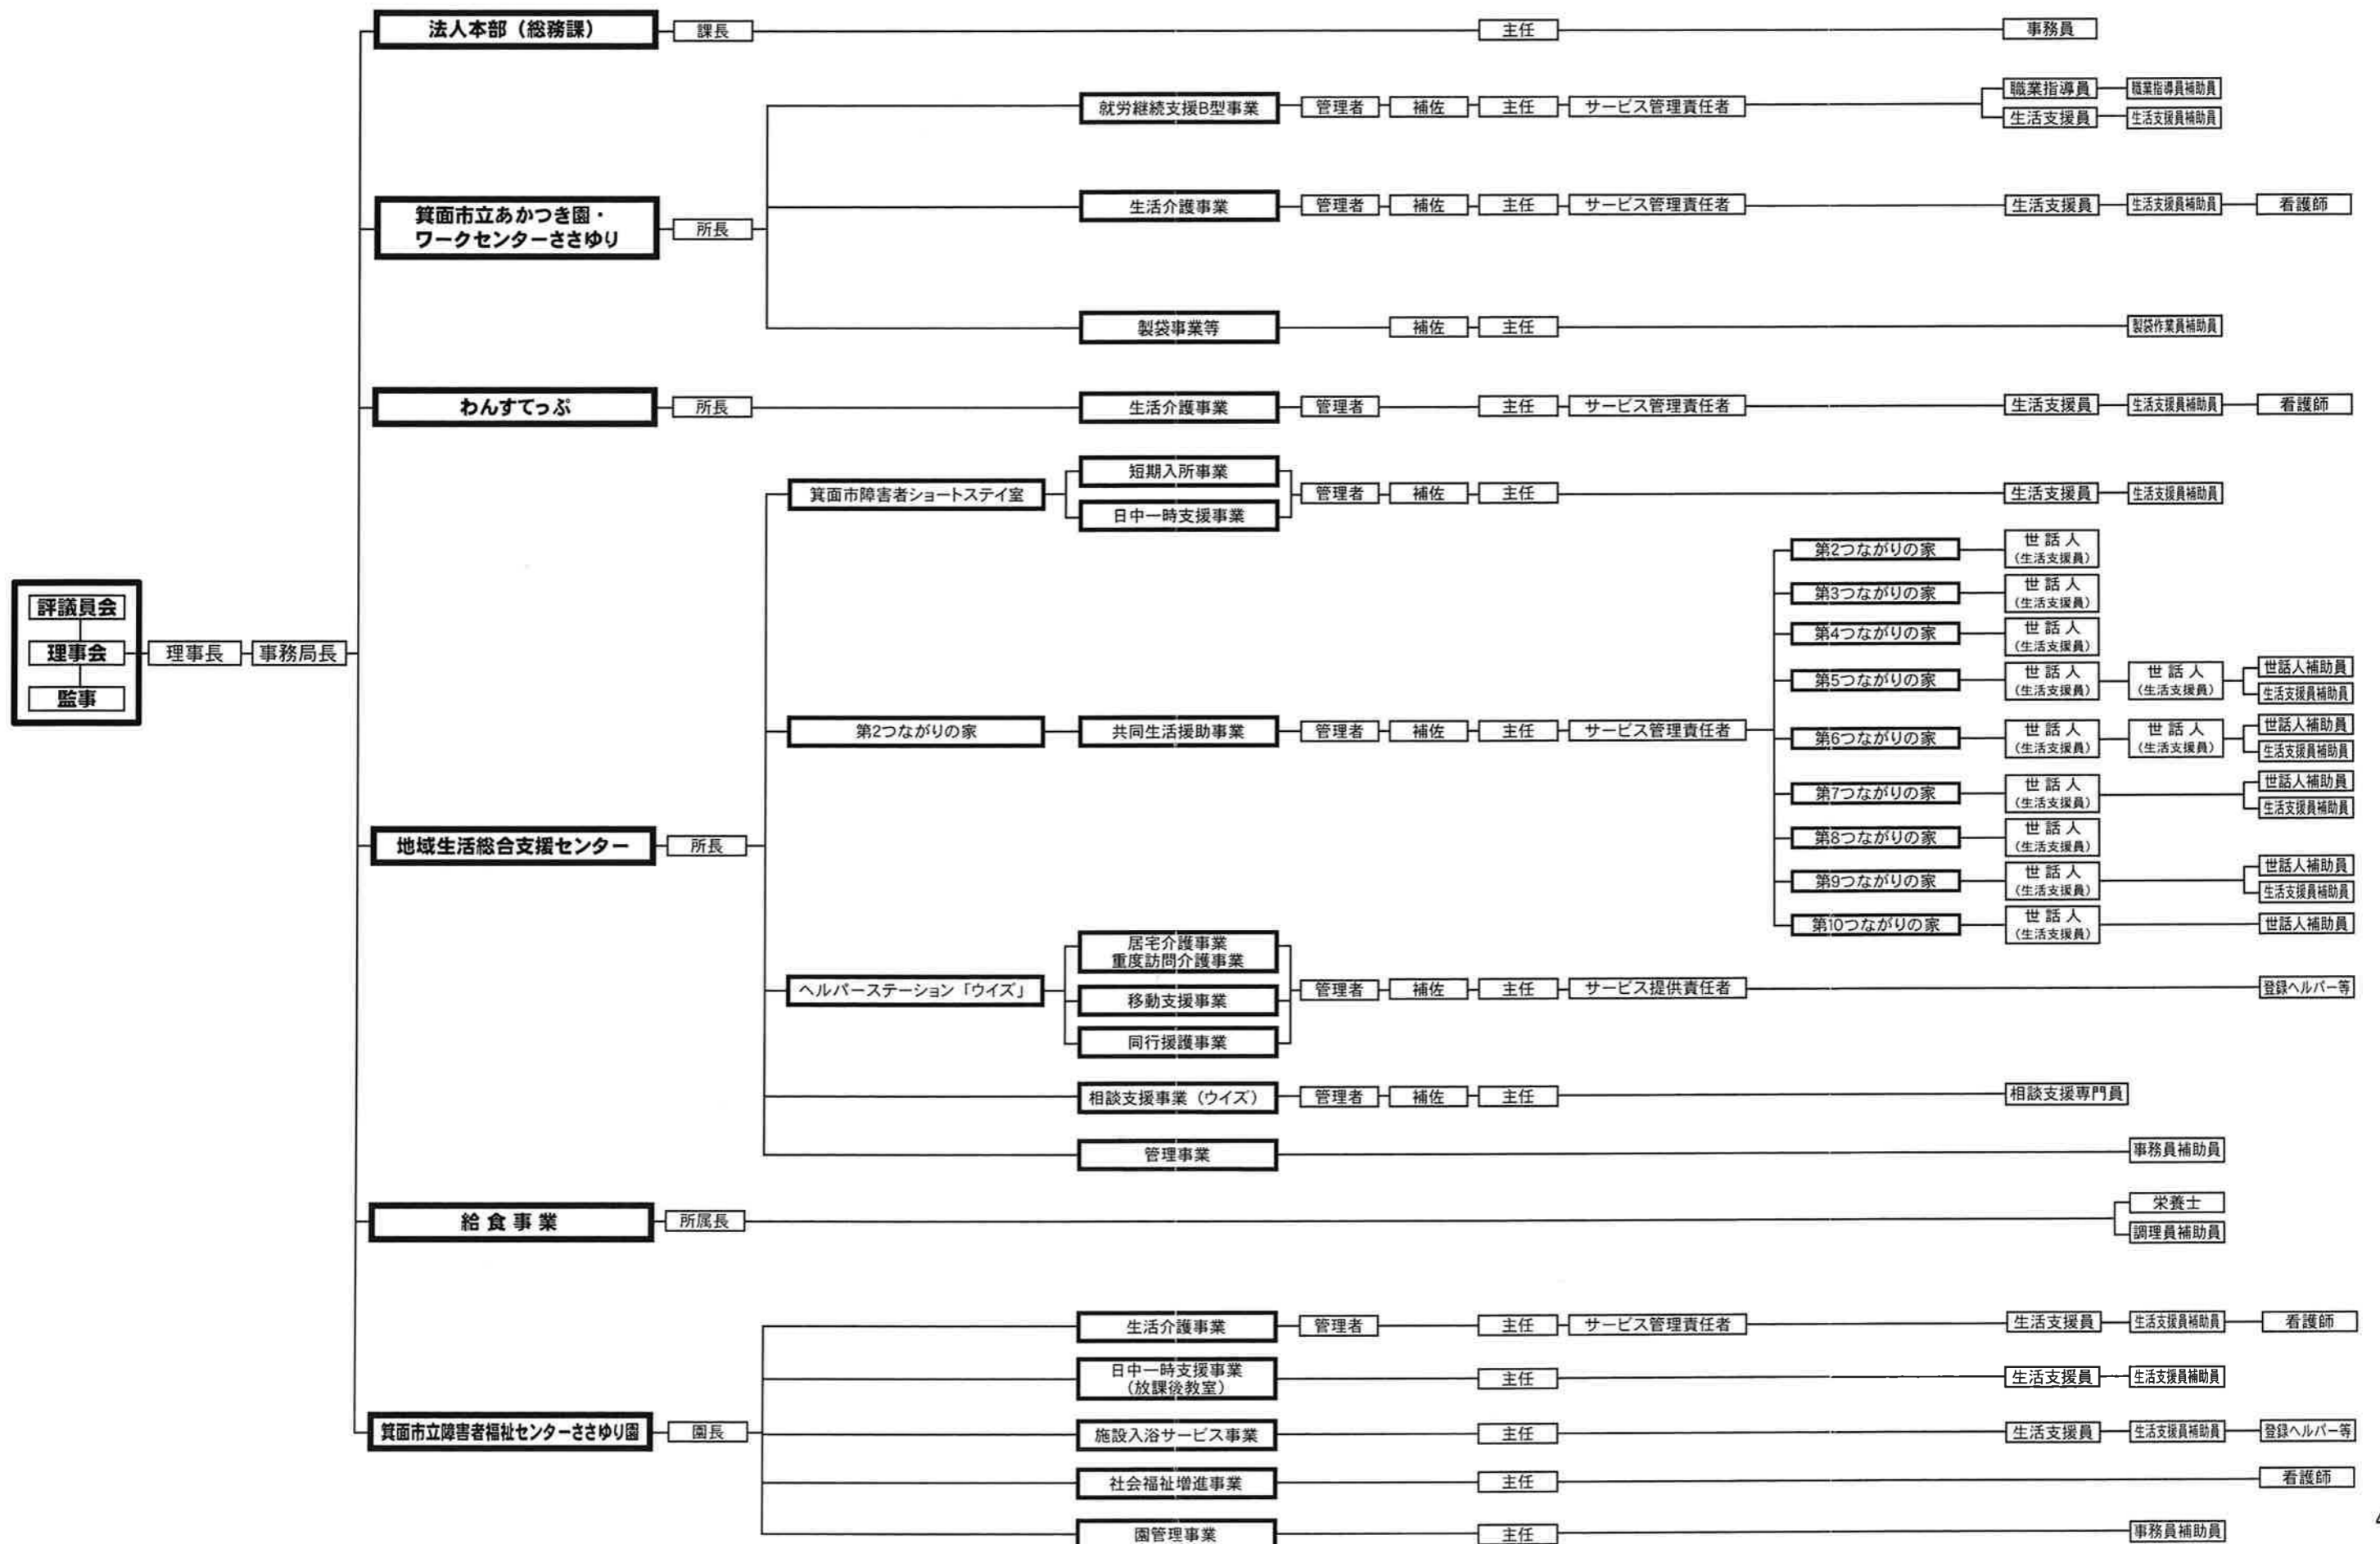 法人本部（総務課）
課長
主任
事務員
箕面市立あかつき園・
ワークセンターささゆり
所長
就労継続支援B型事業
管理者
補佐
主任
サービス管理責任者
職業指導員
職業指導員補助員
生活支援員
生活支援員補助員
生活介護事業
管理者
補佐
主任
サービス管理責任者
生活支援員
生活支援員補助員
看護師
製袋事業等
補佐
主任
製袋作業員補助員
わんすてっぷ
所長
生活介護事業
管理者
主任
サービス管理責任者
生活支援員
生活支援員補助員
看護師
評議員会
理事会
監事
理事長
事務局長
地域生活総合支援センター
所長
箕面市障害者ショートステイ室
短期入所事業
日中一時支援事業
管理者
補佐
主任
生活支援員
生活支援員補助員
第2つながりの家
共同生活援助事業
管理者
補佐
主任
サービス管理責任者
第2つながりの家
世話人
（生活支援員）
第3つながりの家
世話人
（生活支援員）
第4つながりの家
世話人
（生活支援員）
第5つながりの家
世話人
（生活支援員）
世話人
（生活支援員）
世話人補助員
生活支援員補助員
第6つながりの家
世話人
（生活支援員）
世話人
（生活支援員）
世話人補助員
生活支援員補助員
第7つながりの家
世話人
（生活支援員）
世話人補助員
生活支援員補助員
第8つながりの家
世話人
（生活支援員）
第9つながりの家
世話人
（生活支援員）
世話人補助員
生活支援員補助員
第10つながりの家
世話人
（生活支援員）
世話人補助員
ヘルパーステーション「ウイズ」
居宅介護事業
重度訪問介護事業
移動支援事業
同行援護事業
管理者
補佐
主任
サービス提供責任者
登録ヘルパー等
相談支援事業（ウイズ）
管理者
補佐
主任
相談支援専門員
管理事業
事務員補助員
給食事業
所属長
栄養士
調理員補助員
箕面市立障害者福祉センターささゆり園
園長
生活介護事業
管理者
主任
サービス管理責任者
生活支援員
生活支援員補助員
看護師
日中一時支援事業
（放課後教室）
主任
生活支援員
生活支援員補助員
施設入浴サービス事業
主任
生活支援員
生活支援員補助員
登録ヘルパー等
社会福祉増進事業
主任
看護師
園管理事業
主任
事務員補助員